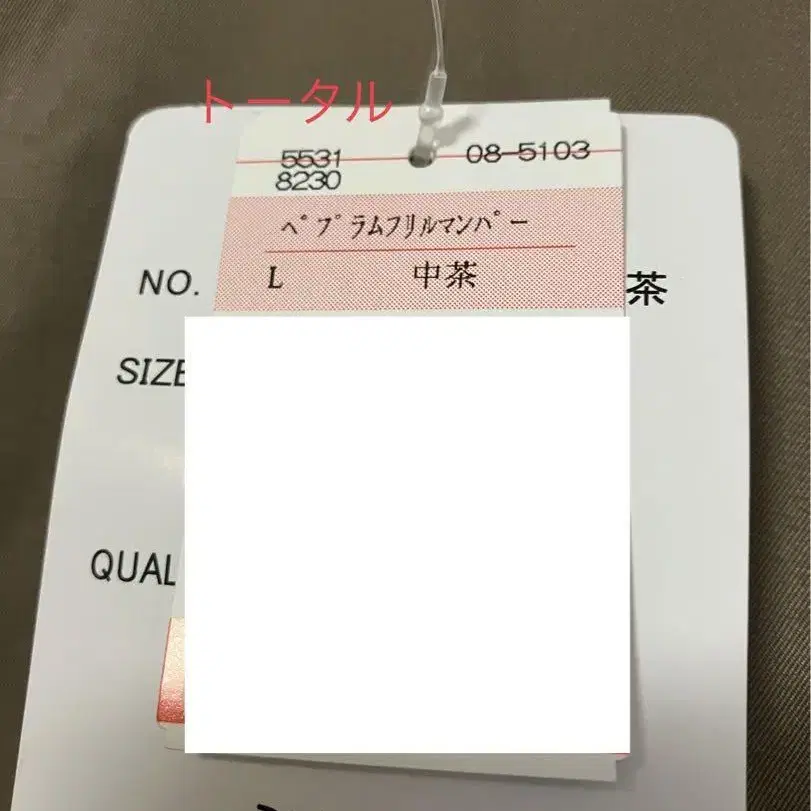 トータル
5531 08-5103
8230
ペプラムフリルマンパー
L 中茶
NO. 茶
SIZE
QUAL